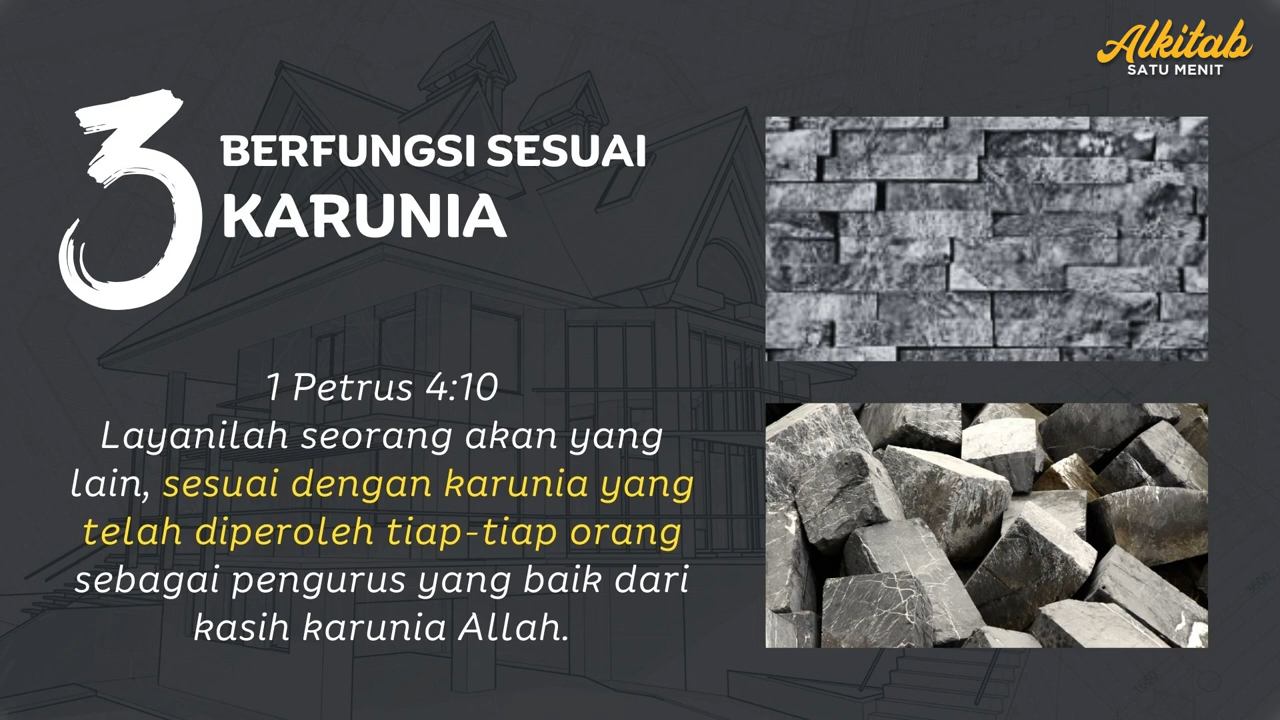 Alkitab
SATU MENIT
3
BERFUNGSI SESUAI
KARUNIA
1 Petrus 4:10
Layanilah seorang akan yang
lain, sesuai dengan karunia yang
telah diperoleh tiap-tiap orang
sebagai pengurus yang baik dari
kasih karunia Allah.